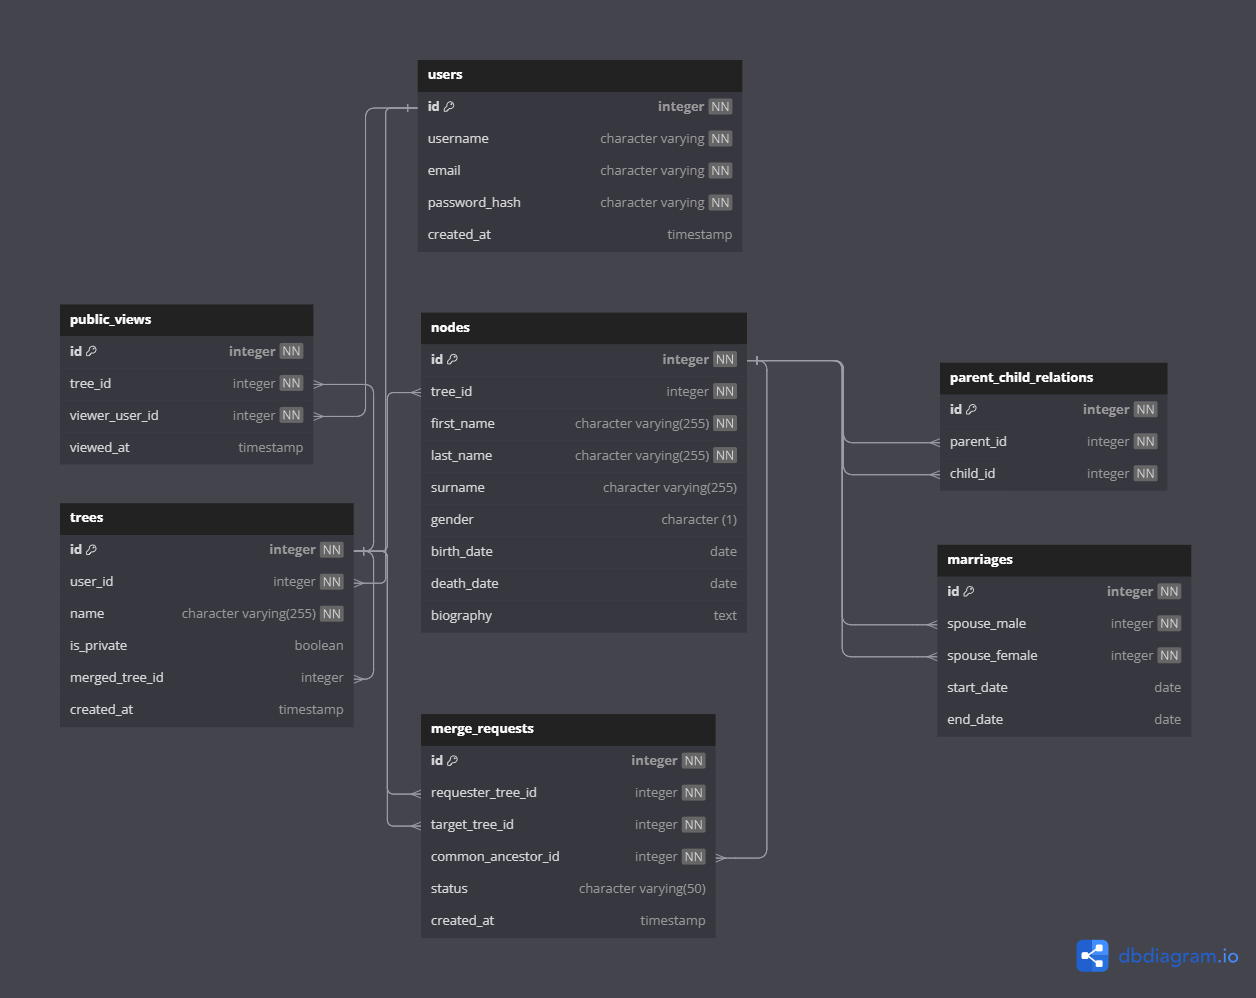 users
id integer NN
username character varying NN
email character varying NN
password_hash character varying NN
created_at timestamp
public_views
id integer NN
tree_id integer NN
viewer_user_id integer NN
viewed_at timestamp
nodes
id integer NN
tree_id integer NN
first_name character varying(255) NN
last_name character varying(255) NN
surname character varying(255)
gender character (1)
birth_date date
death_date date
biography text
parent_child_relations
id integer NN
parent_id integer NN
child_id integer NN
trees
id integer NN
user_id integer NN
name character varying(255) NN
is_private boolean
merged_tree_id integer
created_at timestamp
marriages
id integer NN
spouse_male integer NN
spouse_female integer NN
start_date date
end_date date
merge_requests
id integer NN
requester_tree_id integer NN
target_tree_id integer NN
common_ancestor_id integer NN
status character varying(50)
created_at timestamp
dbdiagram.io